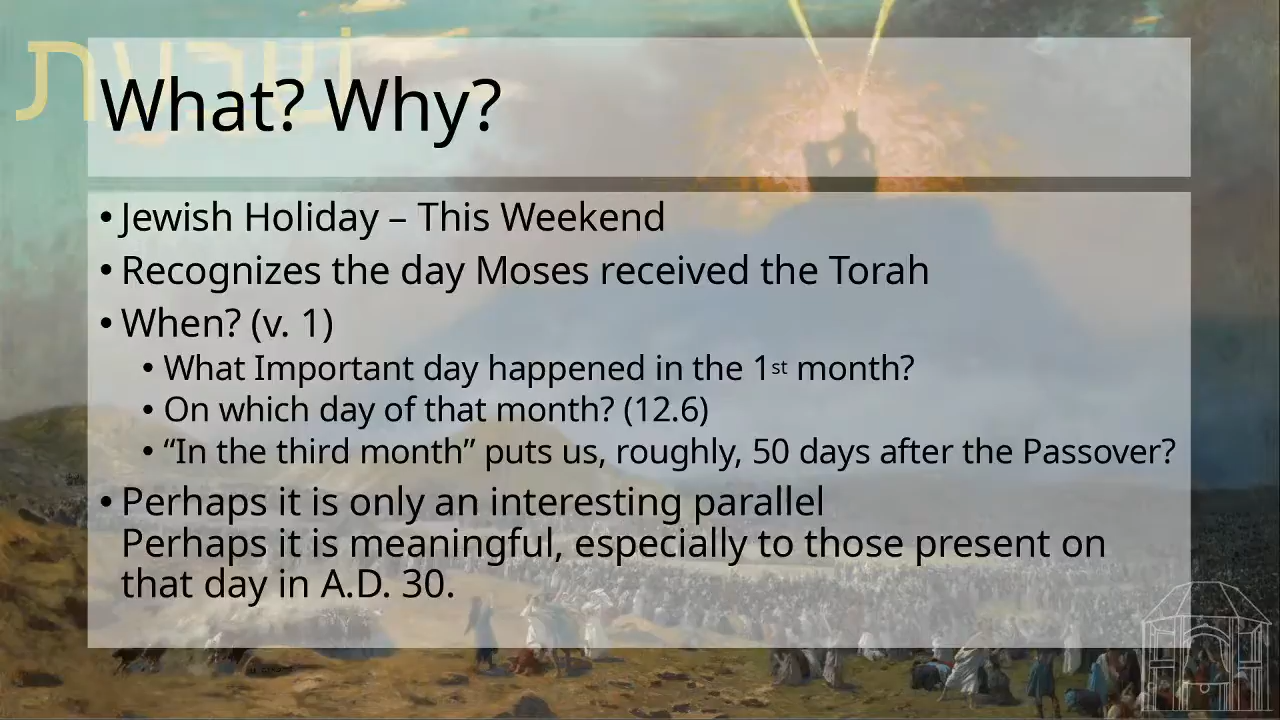 שׁבעת
What? Why?
• Jewish Holiday – This Weekend
• Recognizes the day Moses received the Torah
• When? (v. 1)
• What Important day happened in the 1st month?
• On which day of that month? (12.6)
• “In the third month” puts us, roughly, 50 days after the Passover?
• Perhaps it is only an interesting parallel
Perhaps it is meaningful, especially to those present on
that day in A.D. 30.